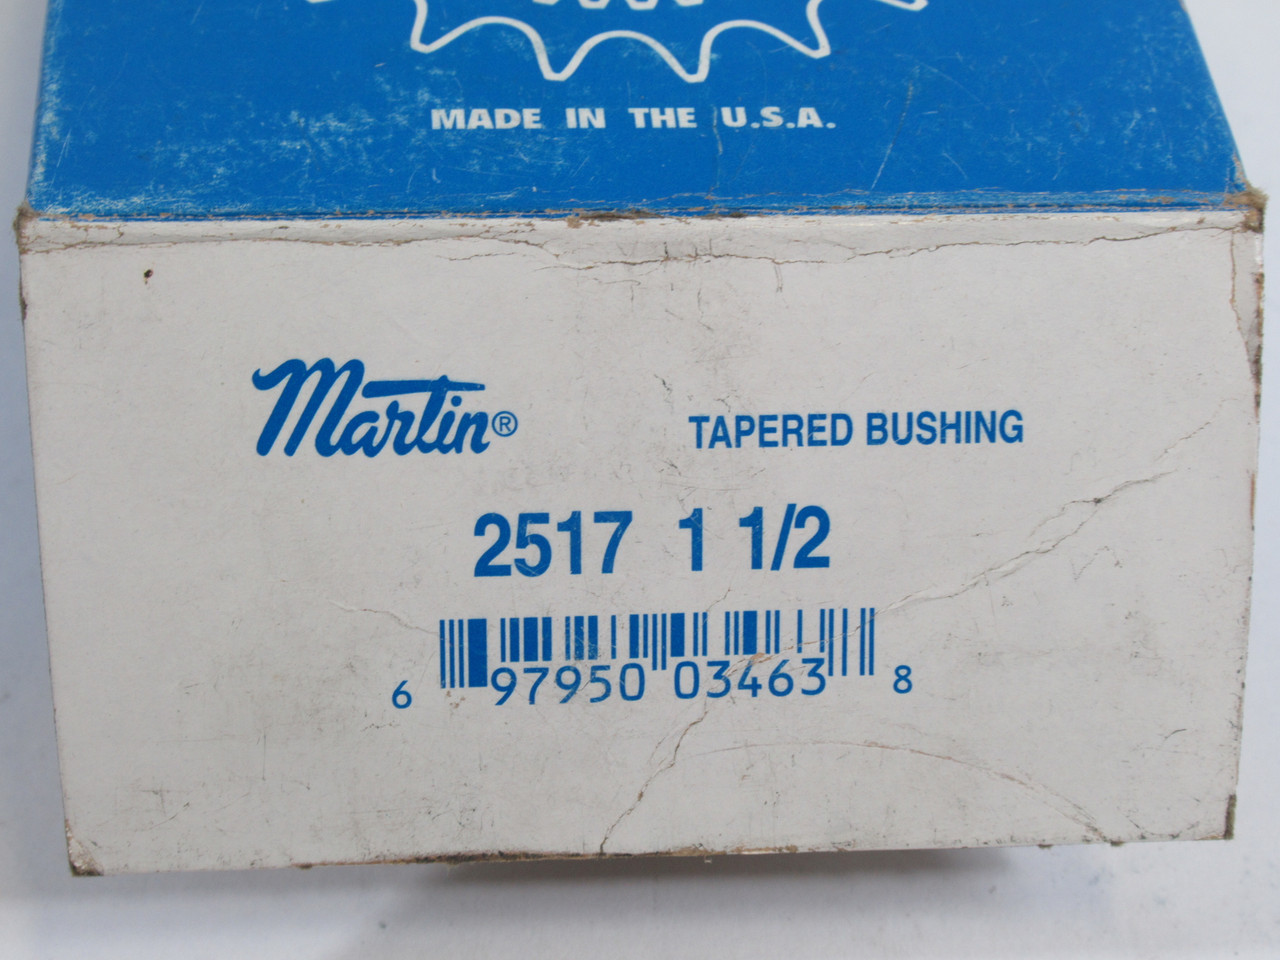 MADE IN THE U.S.A.
Martin®
TAPERED BUSHING
2517 1 1/2
6 97950 03463 8